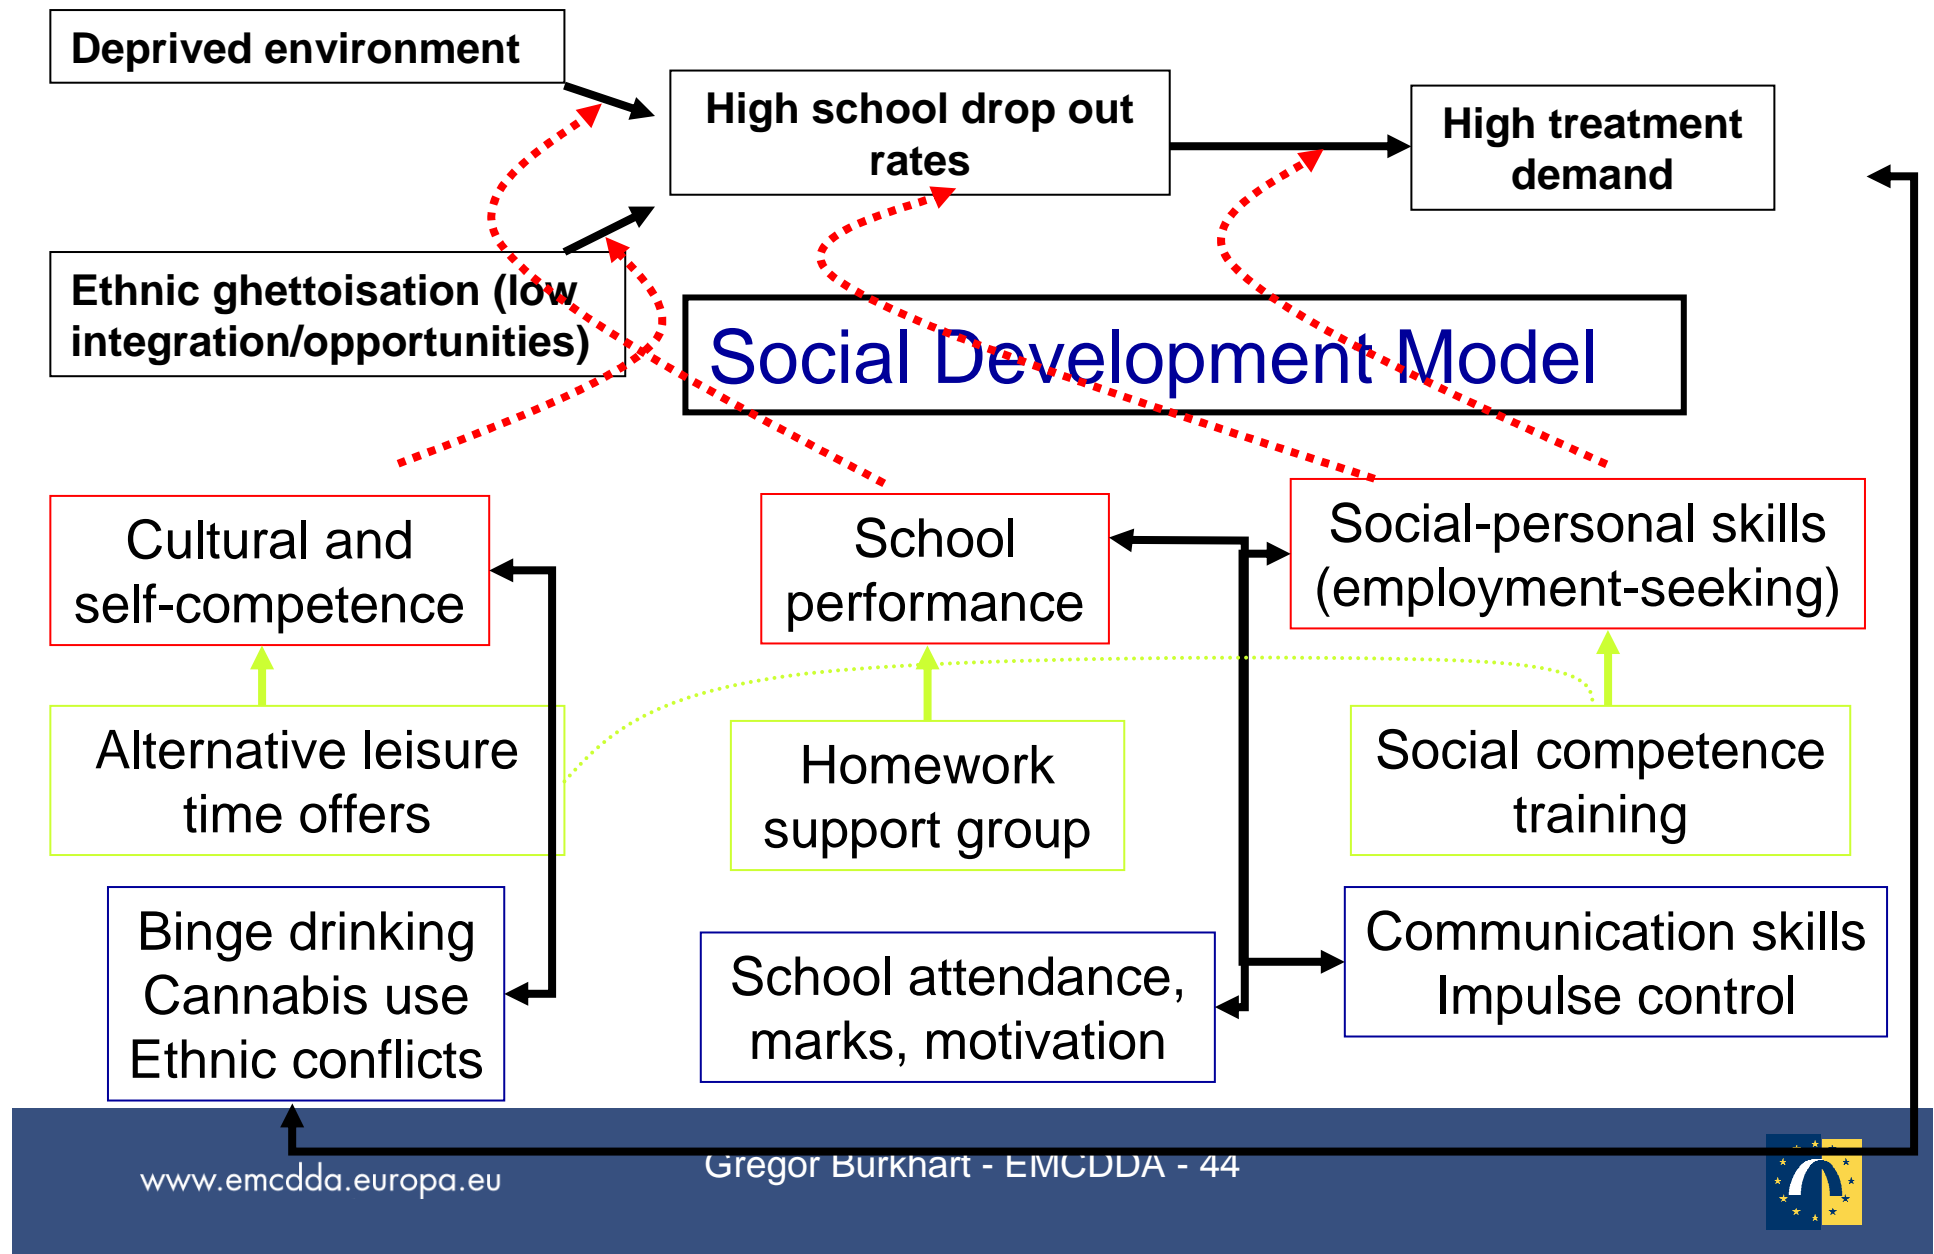 Deprived environment
High school drop out
rates
High treatment
demand
Ethnic ghettoisation (low
integration/opportunities)
Social Development Model
Cultural and
self-competence
School
performance
Social-personal skills
(employment-seeking)
Alternative leisure
time offers
Homework
support group
Social competence
training
Binge drinking
Cannabis use
Ethnic conflicts
School attendance,
marks, motivation
Communication skills
Impulse control
www.emcdda.europa.eu
Gregor Burkhart - EMCDDA - 44